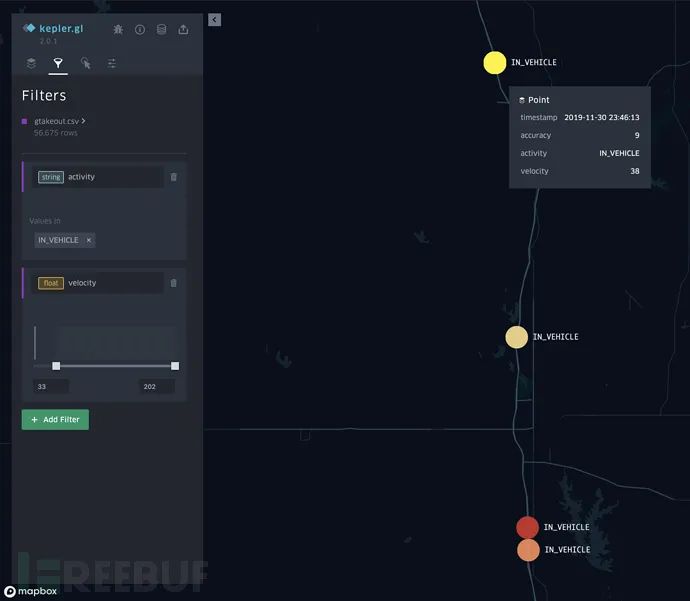 kepler.gl
2.0.1
Filters
gtakeout.csv
56,675 rows
string activity
Values in
IN_VEHICLE ×
float velocity
33 202
+ Add Filter
IN_VEHICLE
Point
timestamp 2019-11-30 23:46:13
accuracy 9
activity IN_VEHICLE
velocity 38
IN_VEHICLE
IN_VEHICLE
IN_VEHICLE
FREEBUF
mapbox